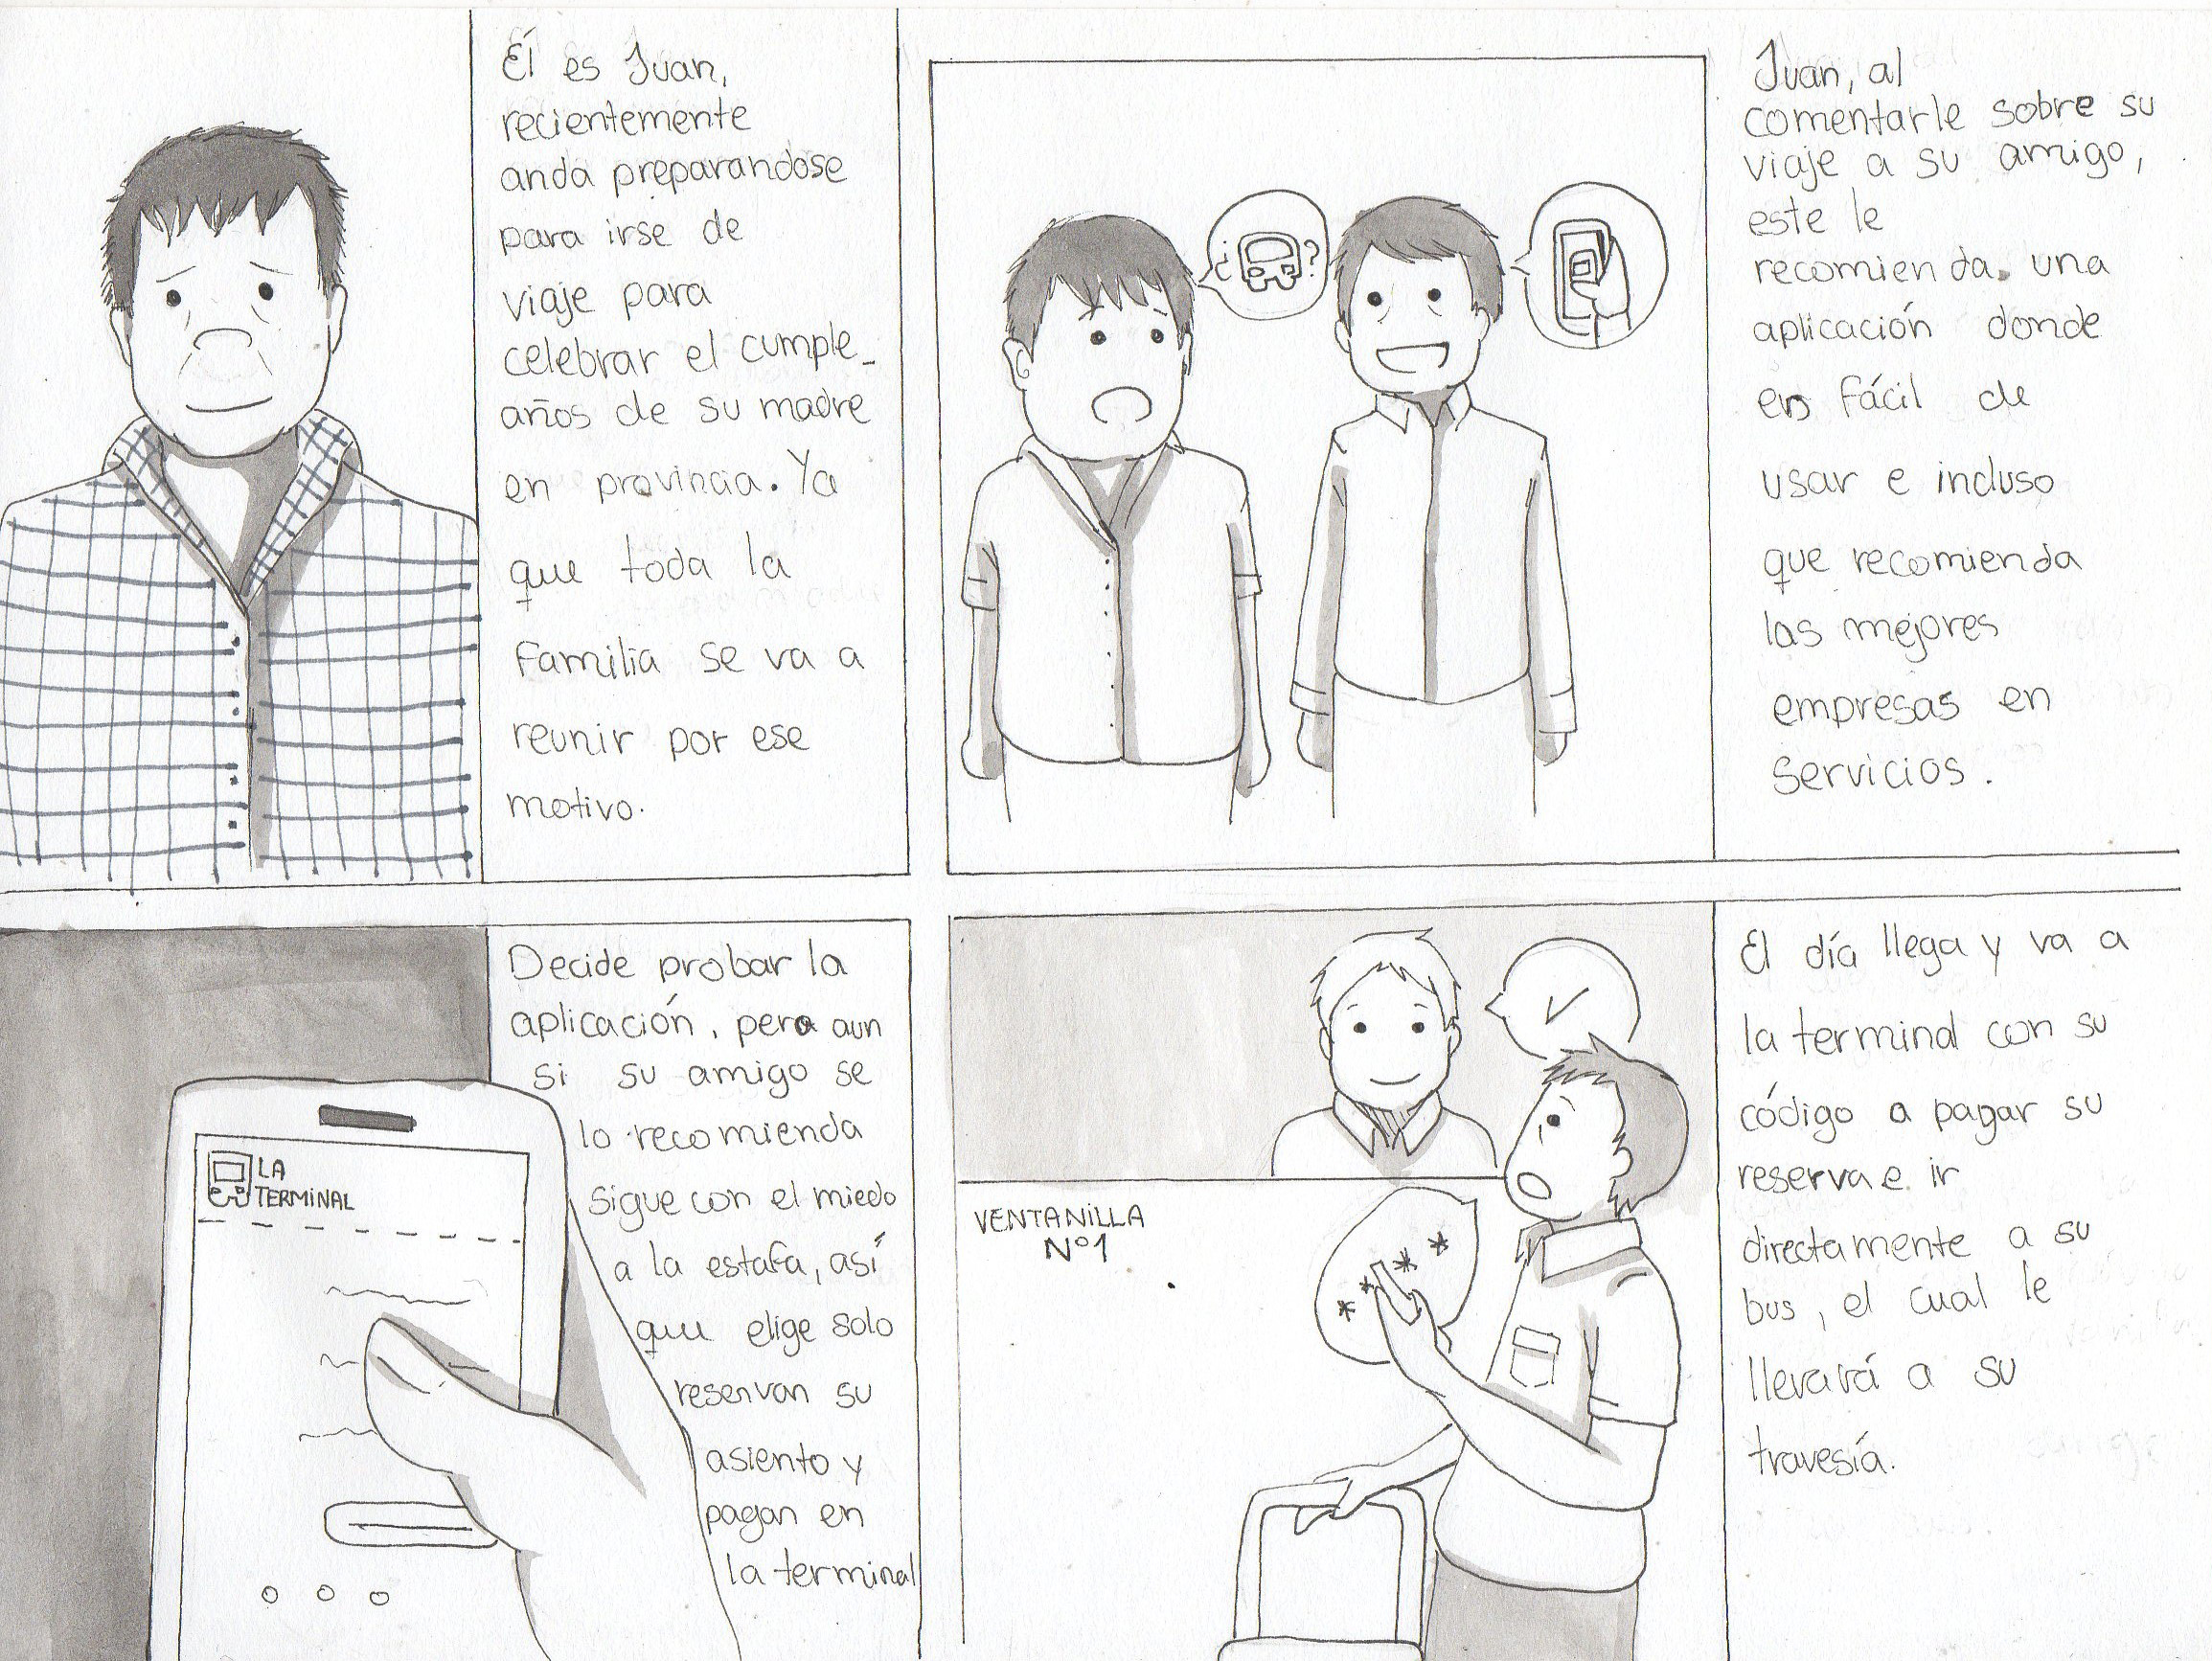 Él es Juan,
recientemente
anda preparandose
para irse de
viaje para
celebrar el cumple_
años de su madre
en provincia. Ya
que toda la
familia se va a
reunir por ese
motivo.
¿ ?
Juan, al
comentarle sobre su
viaje a su amigo,
este le
recomienda una
aplicación donde
es fácil de
usar e incluso
que recomienda
las mejores
empresas en
servicios.
LA
TERMINAL
Decide probar la
aplicación, pero aun
si su amigo se
lo recomienda
sigue con el miedo
a la estafa, así
que elige solo
reservan su
asiento y
pagan en
la terminal
VENTANILLA
Nº1
* * * *
El día llega y va a
la terminal con su
código a pagar su
reserva e ir
directamente a su
bus, el cual le
llevará a su
travesía.